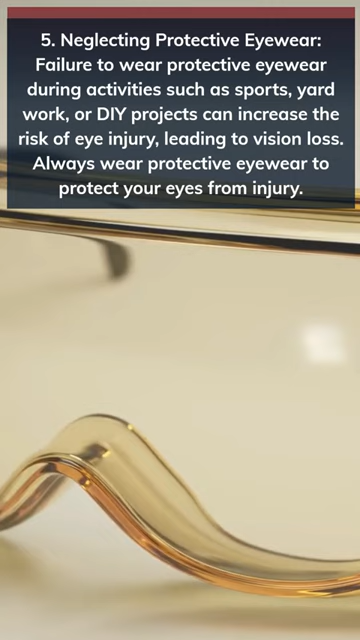 5. Neglecting Protective Eyewear:
Failure to wear protective eyewear
during activities such as sports, yard
work, or DIY projects can increase the
risk of eye injury, leading to vision loss.
Always wear protective eyewear to
protect your eyes from injury.